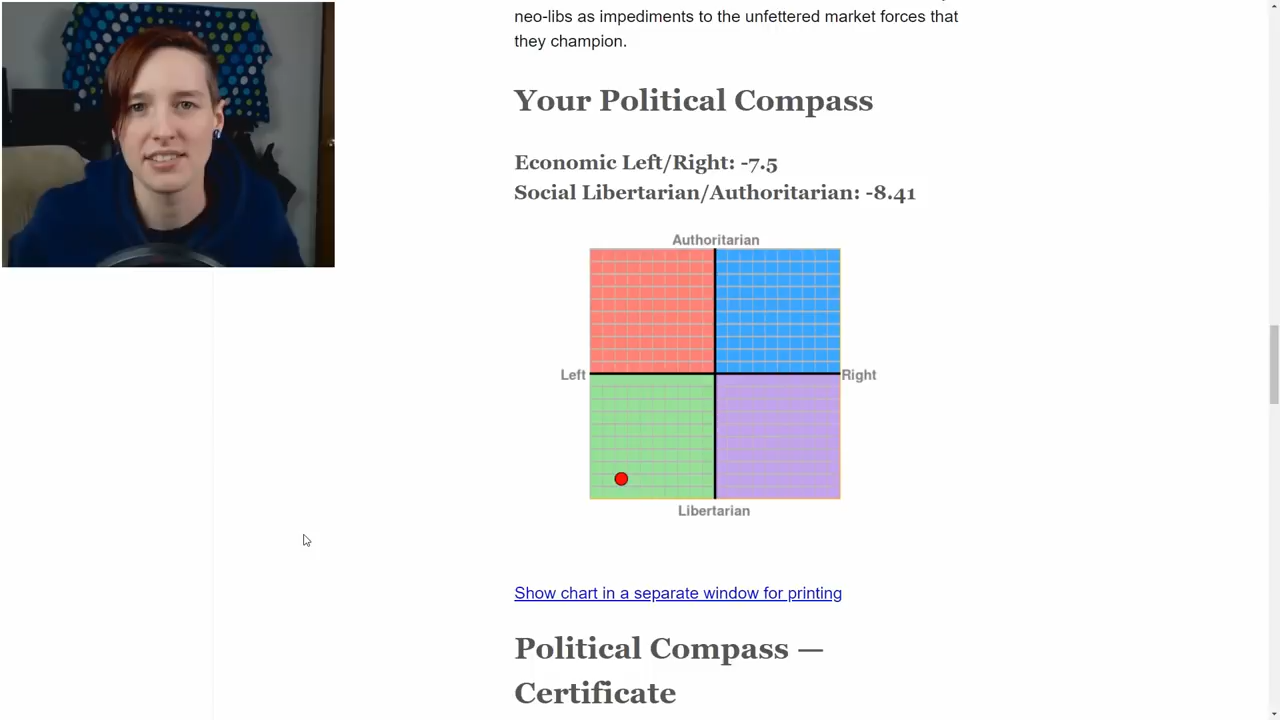 neo-libs as impediments to the unfettered market forces that
they champion.
Your Political Compass
Economic Left/Right: -7.5
Social Libertarian/Authoritarian: -8.41
Authoritarian
Left
Right
Libertarian
Show chart in a separate window for printing
Political Compass —
Certificate